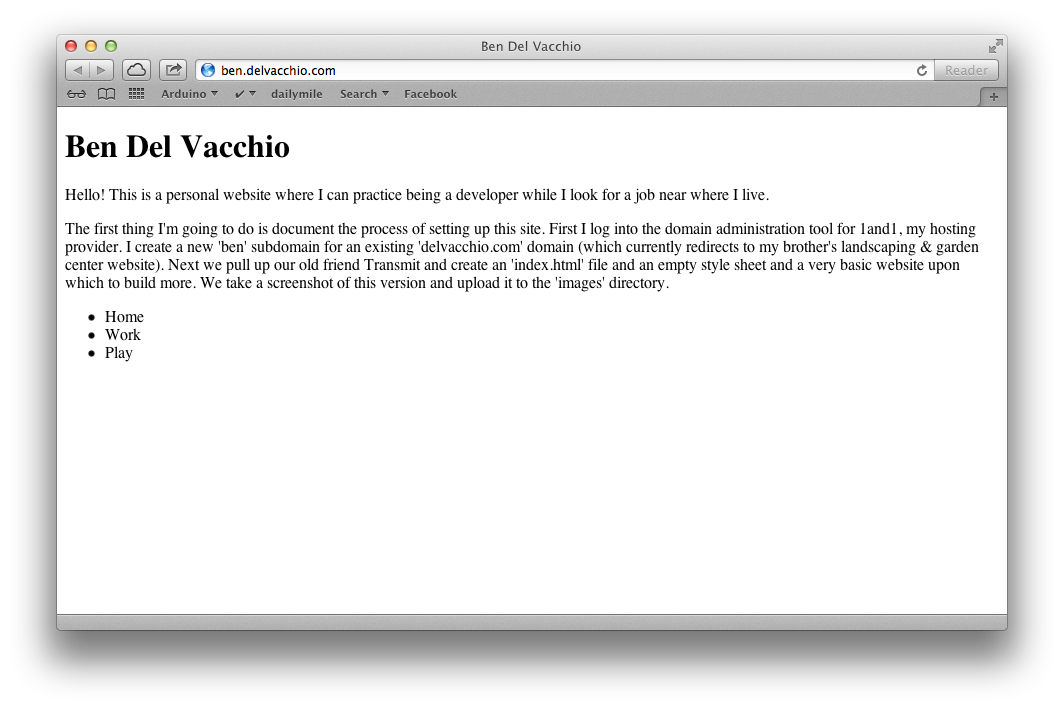 Ben Del Vacchio
ben.delvacchio.com
Reader
Arduino
✔
dailymile
Search
Facebook
Ben Del Vacchio
Hello! This is a personal website where I can practice being a developer while I look for a job near where I live.
The first thing I'm going to do is document the process of setting up this site. First I log into the domain administration tool for 1and1, my hosting
provider. I create a new 'ben' subdomain for an existing 'delvacchio.com' domain (which currently redirects to my brother's landscaping & garden
center website). Next we pull up our old friend Transmit and create an 'index.html' file and an empty style sheet and a very basic website upon
which to build more. We take a screenshot of this version and upload it to the 'images' directory.
• Home
• Work
• Play